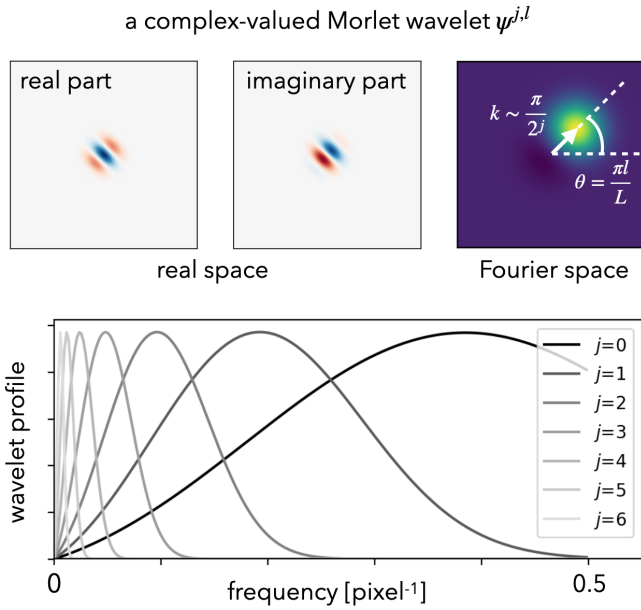 a complex-valued Morlet wavelet ψ^{j,l}
real part
imaginary part
k ~ π/2^j
θ = πl/L
real space
Fourier space
wavelet profile
j=0
j=1
j=2
j=3
j=4
j=5
j=6
0
0.5
frequency [pixel⁻¹]